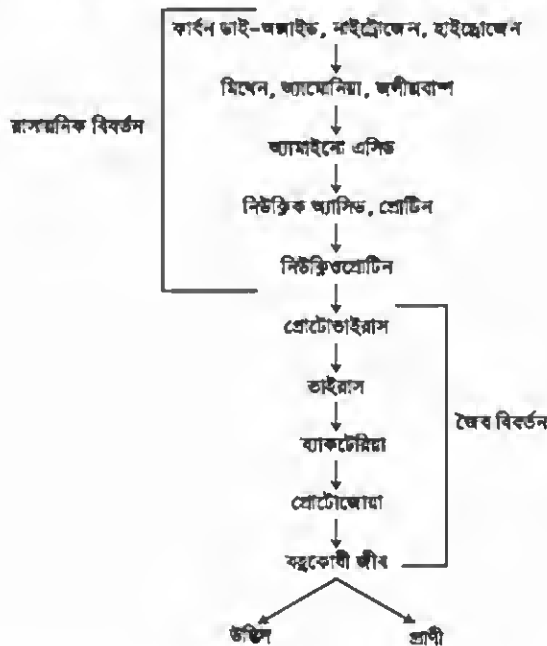 কার্বন ডাই-অক্সাইড, নাইট্রোজেন, হাইড্রোজেন
মিথেন, অ্যামোনিয়া, জলীয়বাষ্প
রাসায়নিক বিবর্তন
অ্যামাইনো এসিড
নিউক্লিক অ্যাসিড, প্রোটিন
নিউক্লিওপ্রোটিন
প্রোটোভাইরাস
ভাইরাস
জৈব বিবর্তন
ব্যাকটেরিয়া
প্রোটোজোয়া
বহুকোষী জীব
উদ্ভিদ
প্রাণী